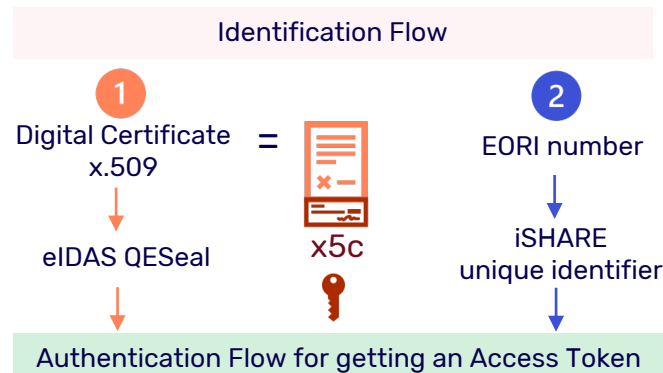 Identification Flow
1
Digital Certificate
x.509
=
x5c
eIDAS QESeal
2
EORI number
iSHARE
unique identifier
Authentication Flow for getting an Access Token